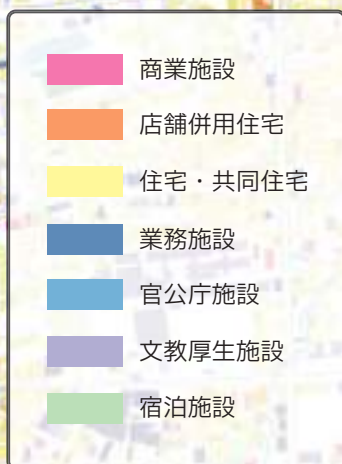 商業施設
店舗併用住宅
住宅・共同住宅
業務施設
官公庁施設
文教厚生施設
宿泊施設